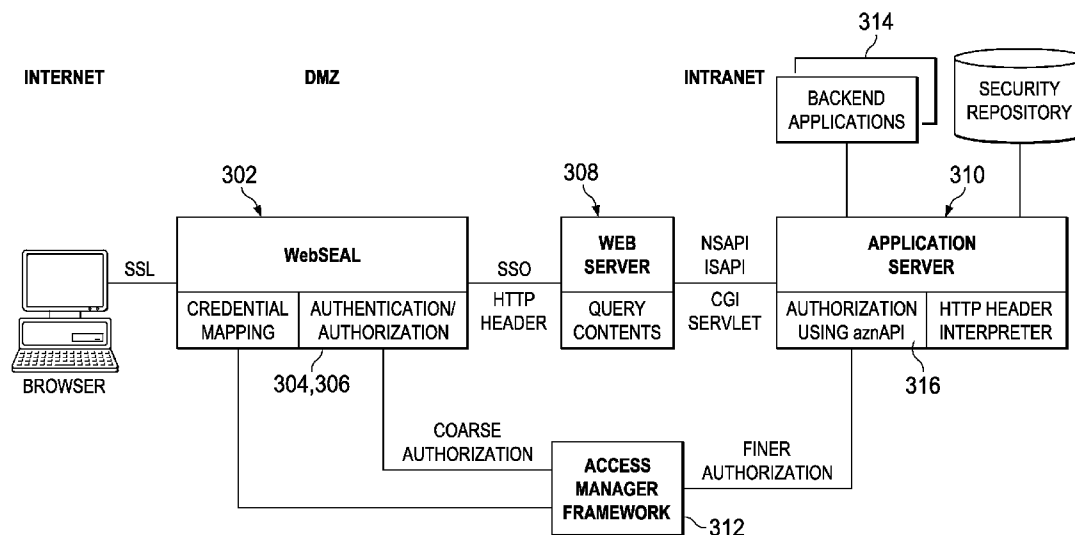 314
INTERNET
DMZ
INTRANET
BACKEND
APPLICATIONS
SECURITY
REPOSITORY
302
308
310
SSL
WebSEAL
CREDENTIAL
MAPPING
AUTHENTICATION/
AUTHORIZATION
SSO
HTTP
HEADER
WEB
SERVER
QUERY
CONTENTS
NSAPI
ISAPI
CGI
SERVLET
APPLICATION
SERVER
AUTHORIZATION
USING aznAPI
HTTP HEADER
INTERPRETER
BROWSER
304,306
316
COARSE
AUTHORIZATION
ACCESS
MANAGER
FRAMEWORK
FINER
AUTHORIZATION
312